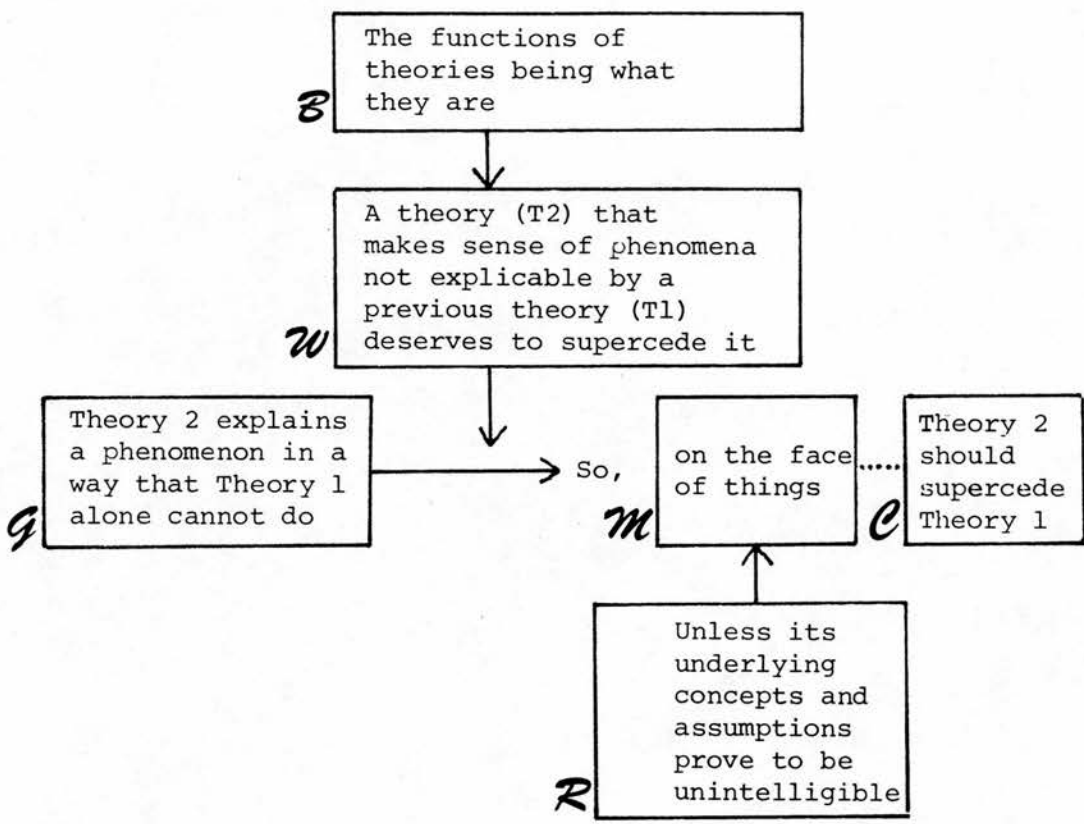 The functions of
theories being what
they are
B
A theory (T2) that
makes sense of phenomena
not explicable by a
previous theory (T1)
deserves to supercede it
W
Theory 2 explains
a phenomenon in a
way that Theory 1
alone cannot do
G
So,
on the face
of things
M
Theory 2
should
supercede
Theory 1
C
Unless its
underlying
concepts and
assumptions
prove to be
unintelligible
R